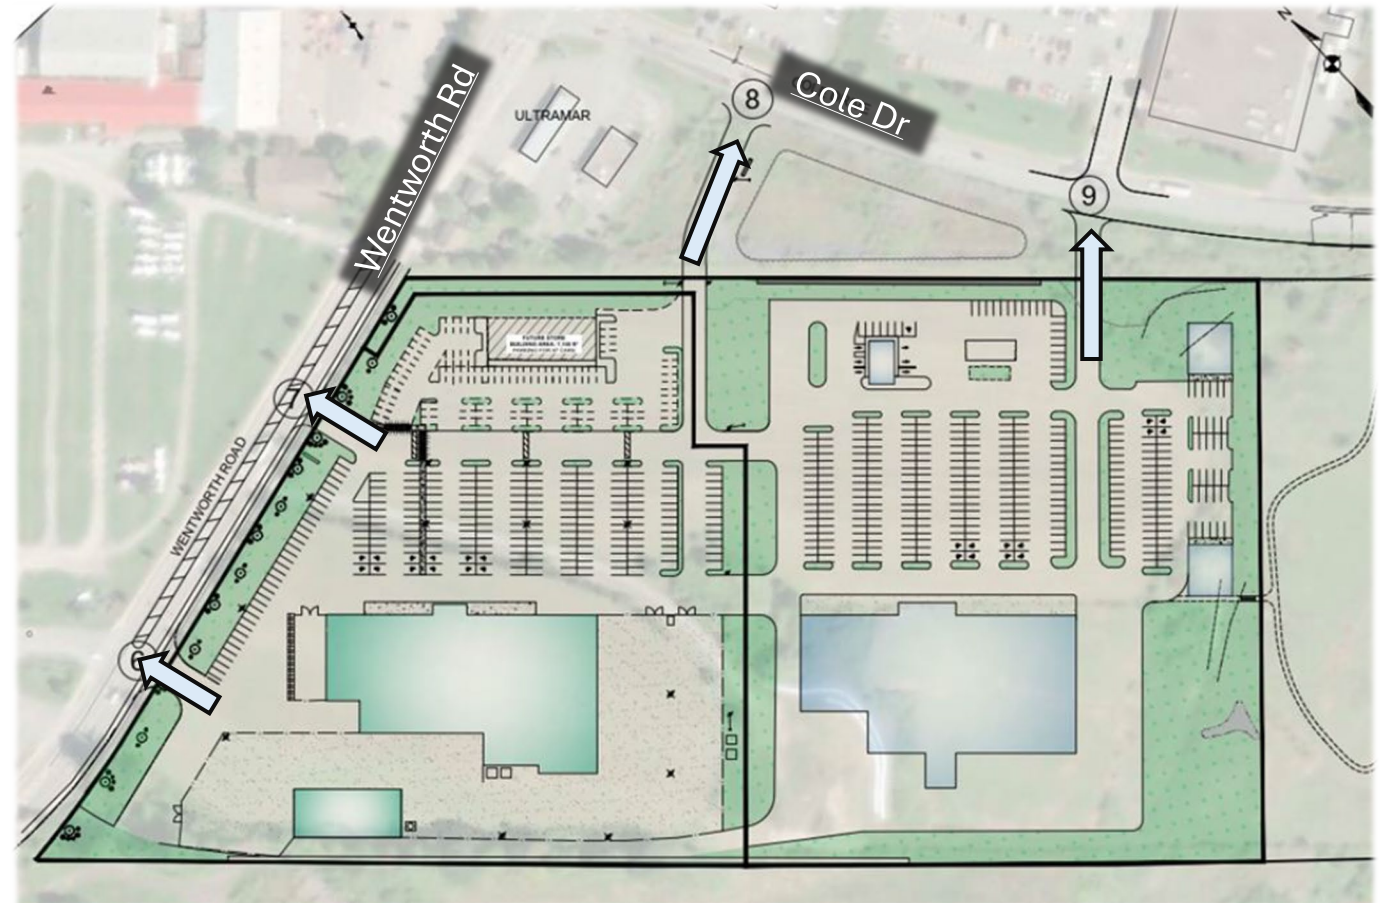 N
Wentworth Rd
ULTRAMAR
8
Cole Dr
9
FUTURE STORE
WENTWORTH ROAD